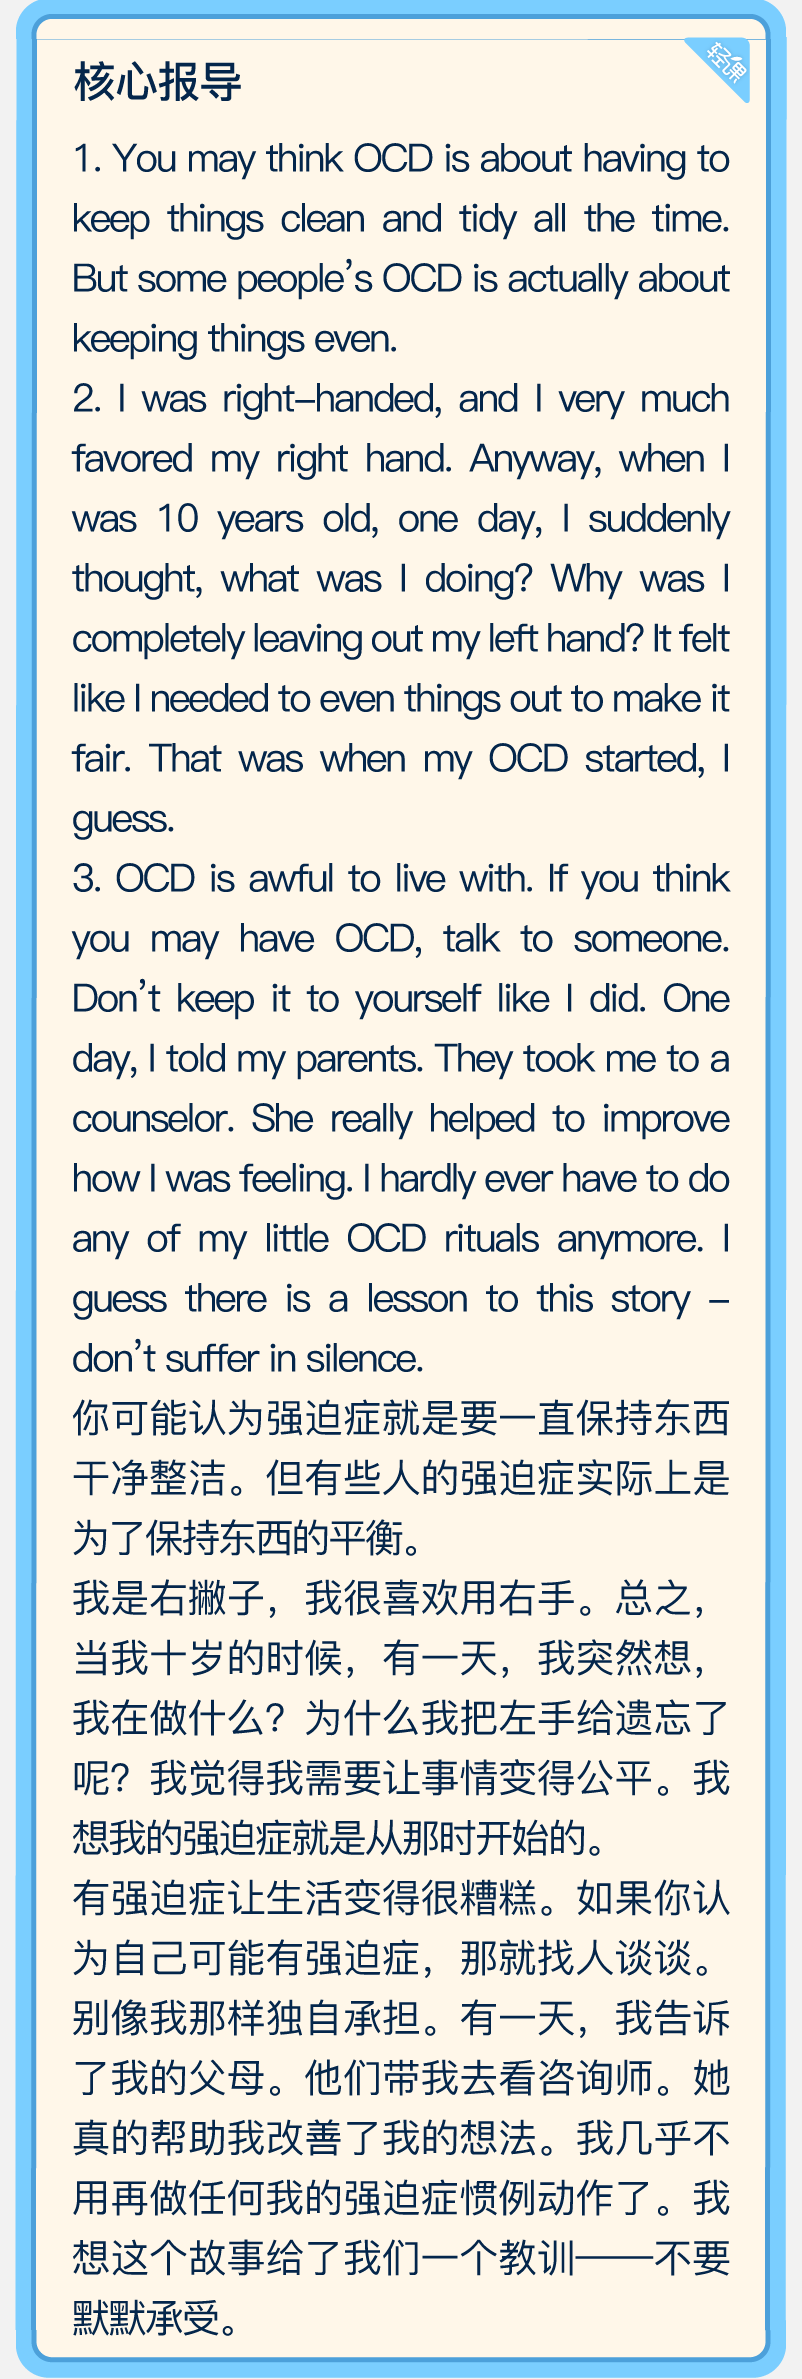 核心报导
轻课
1. You may think OCD is about having to
keep things clean and tidy all the time.
But some people's OCD is actually about
keeping things even.
2. I was right-handed, and I very much
favored my right hand. Anyway, when I
was 10 years old, one day, I suddenly
thought, what was I doing? Why was I
completely leaving out my left hand? It felt
like I needed to even things out to make it
fair. That was when my OCD started, I
guess.
3. OCD is awful to live with. If you think
you may have OCD, talk to someone.
Don't keep it to yourself like I did. One
day, I told my parents. They took me to a
counselor. She really helped to improve
how I was feeling. I hardly ever have to do
any of my little OCD rituals anymore. I
guess there is a lesson to this story –
don't suffer in silence.
你可能认为强迫症就是要一直保持东西
干净整洁。但有些人的强迫症实际上是
为了保持东西的平衡。
我是右撇子，我很喜欢用右手。总之，
当我十岁的时候，有一天，我突然想，
我在做什么？为什么我把左手给遗忘了
呢？我觉得我需要让事情变得公平。我
想我的强迫症就是从那时开始的。
有强迫症让生活变得很糟糕。如果你认
为自己可能有强迫症，那就找人谈谈。
别像我那样独自承担。有一天，我告诉
了我的父母。他们带我去看咨询师。她
真的帮助我改善了我的想法。我几乎不
用再做任何我的强迫症惯例动作了。我
想这个故事给了我们一个教训——不要
默默承受。